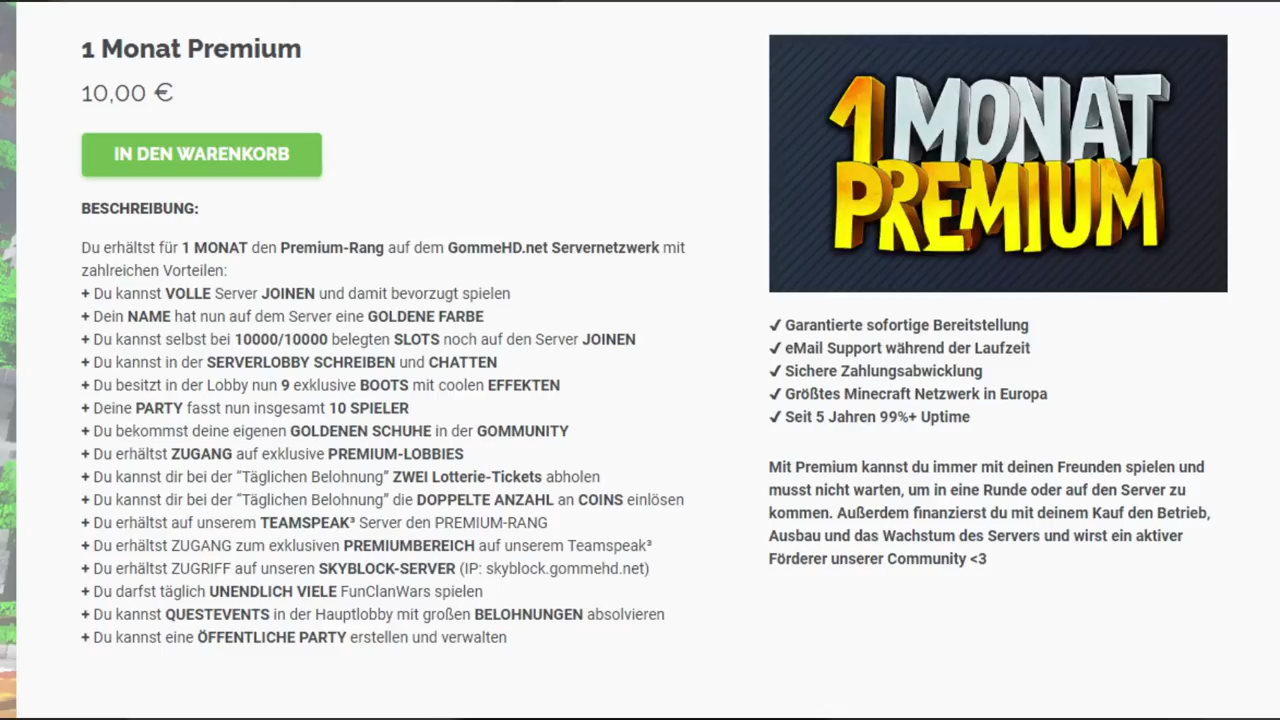 1 Monat Premium
10,00 €
IN DEN WARENKORB
BESCHREIBUNG:
Du erhältst für 1 MONAT den Premium-Rang auf dem GommeHD.net Servernetzwerk mit
zahlreichen Vorteilen:
+ Du kannst VOLLE Server JOINEN und damit bevorzugt spielen
+ Dein NAME hat nun auf dem Server eine GOLDENE FARBE
+ Du kannst selbst bei 10000/10000 belegten SLOTS noch auf den Server JOINEN
+ Du kannst in der SERVERLOBBY SCHREIBEN und CHATTEN
+ Du besitzt in der Lobby nun 9 exklusive BOOTS mit coolen EFFEKTEN
+ Deine PARTY fasst nun insgesamt 10 SPIELER
+ Du bekommst deine eigenen GOLDENEN SCHUHE in der GOMMUNITY
+ Du erhältst ZUGANG auf exklusive PREMIUM-LOBBIES
+ Du kannst dir bei der “Täglichen Belohnung” ZWEI Lotterie-Tickets abholen
+ Du kannst dir bei der “Täglichen Belohnung” die DOPPELTE ANZAHL an COINS einlösen
+ Du erhältst auf unserem TEAMSPEAK³ Server den PREMIUM-RANG
+ Du erhältst ZUGANG zum exklusiven PREMIUMBEREICH auf unserem Teamspeak³
+ Du erhältst ZUGRIFF auf unseren SKYBLOCK-SERVER (IP: skyblock.gommehd.net)
+ Du darfst täglich UNENDLICH VIELE FunClanWars spielen
+ Du kannst QUESTEVENTS in der Hauptlobby mit großen BELOHNUNGEN absolvieren
+ Du kannst eine ÖFFENTLICHE PARTY erstellen und verwalten
1 MONAT
PREMIUM
✔ Garantierte sofortige Bereitstellung
✔ eMail Support während der Laufzeit
✔ Sichere Zahlungsabwicklung
✔ Größtes Minecraft Netzwerk in Europa
✔ Seit 5 Jahren 99%+ Uptime
Mit Premium kannst du immer mit deinen Freunden spielen und
musst nicht warten, um in eine Runde oder auf den Server zu
kommen. Außerdem finanzierst du mit deinem Kauf den Betrieb,
Ausbau und das Wachstum des Servers und wirst ein aktiver
Förderer unserer Community <3